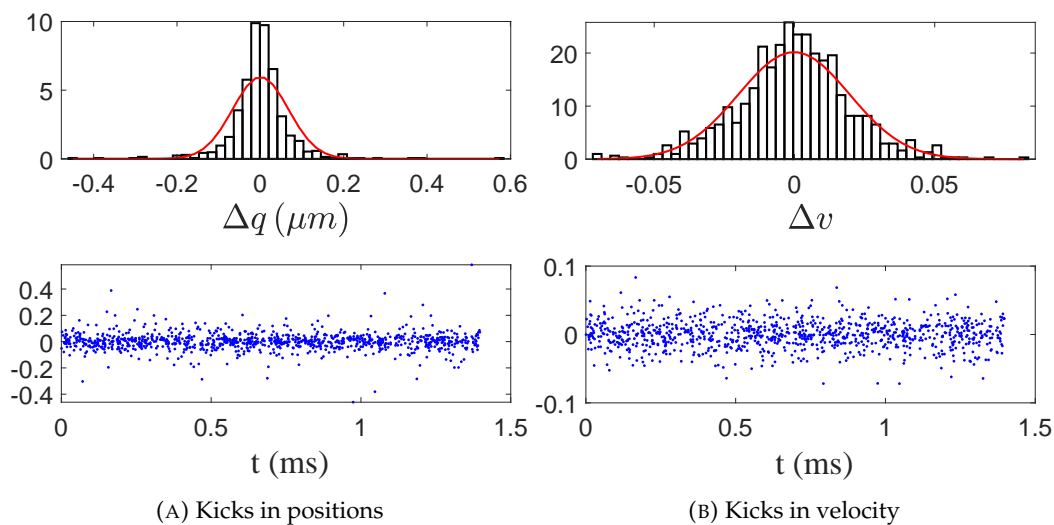 10
5
0
-0.4 -0.2 0 0.2 0.4 0.6
Δq (μm)
20
10
0
-0.05 0 0.05
Δv
0.4
0.2
0
-0.2
-0.4
0 0.5 1 1.5
t (ms)
(A) Kicks in positions
0.1
0
-0.1
0 0.5 1 1.5
t (ms)
(B) Kicks in velocity